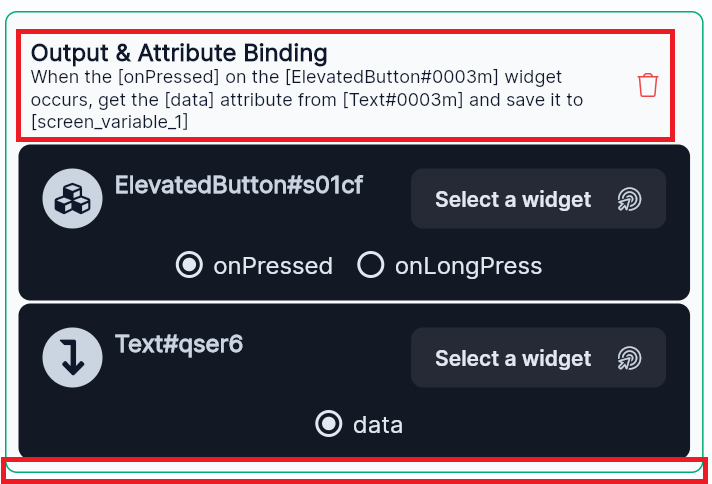 Output & Attribute Binding
When the [onPressed] on the [ElevatedButton#0003m] widget
occurs, get the [data] attribute from [Text#0003m] and save it to
[screen_variable_1]
ElevatedButton#s01cf
Select a widget
onPressed
onLongPress
Text#qser6
Select a widget
data